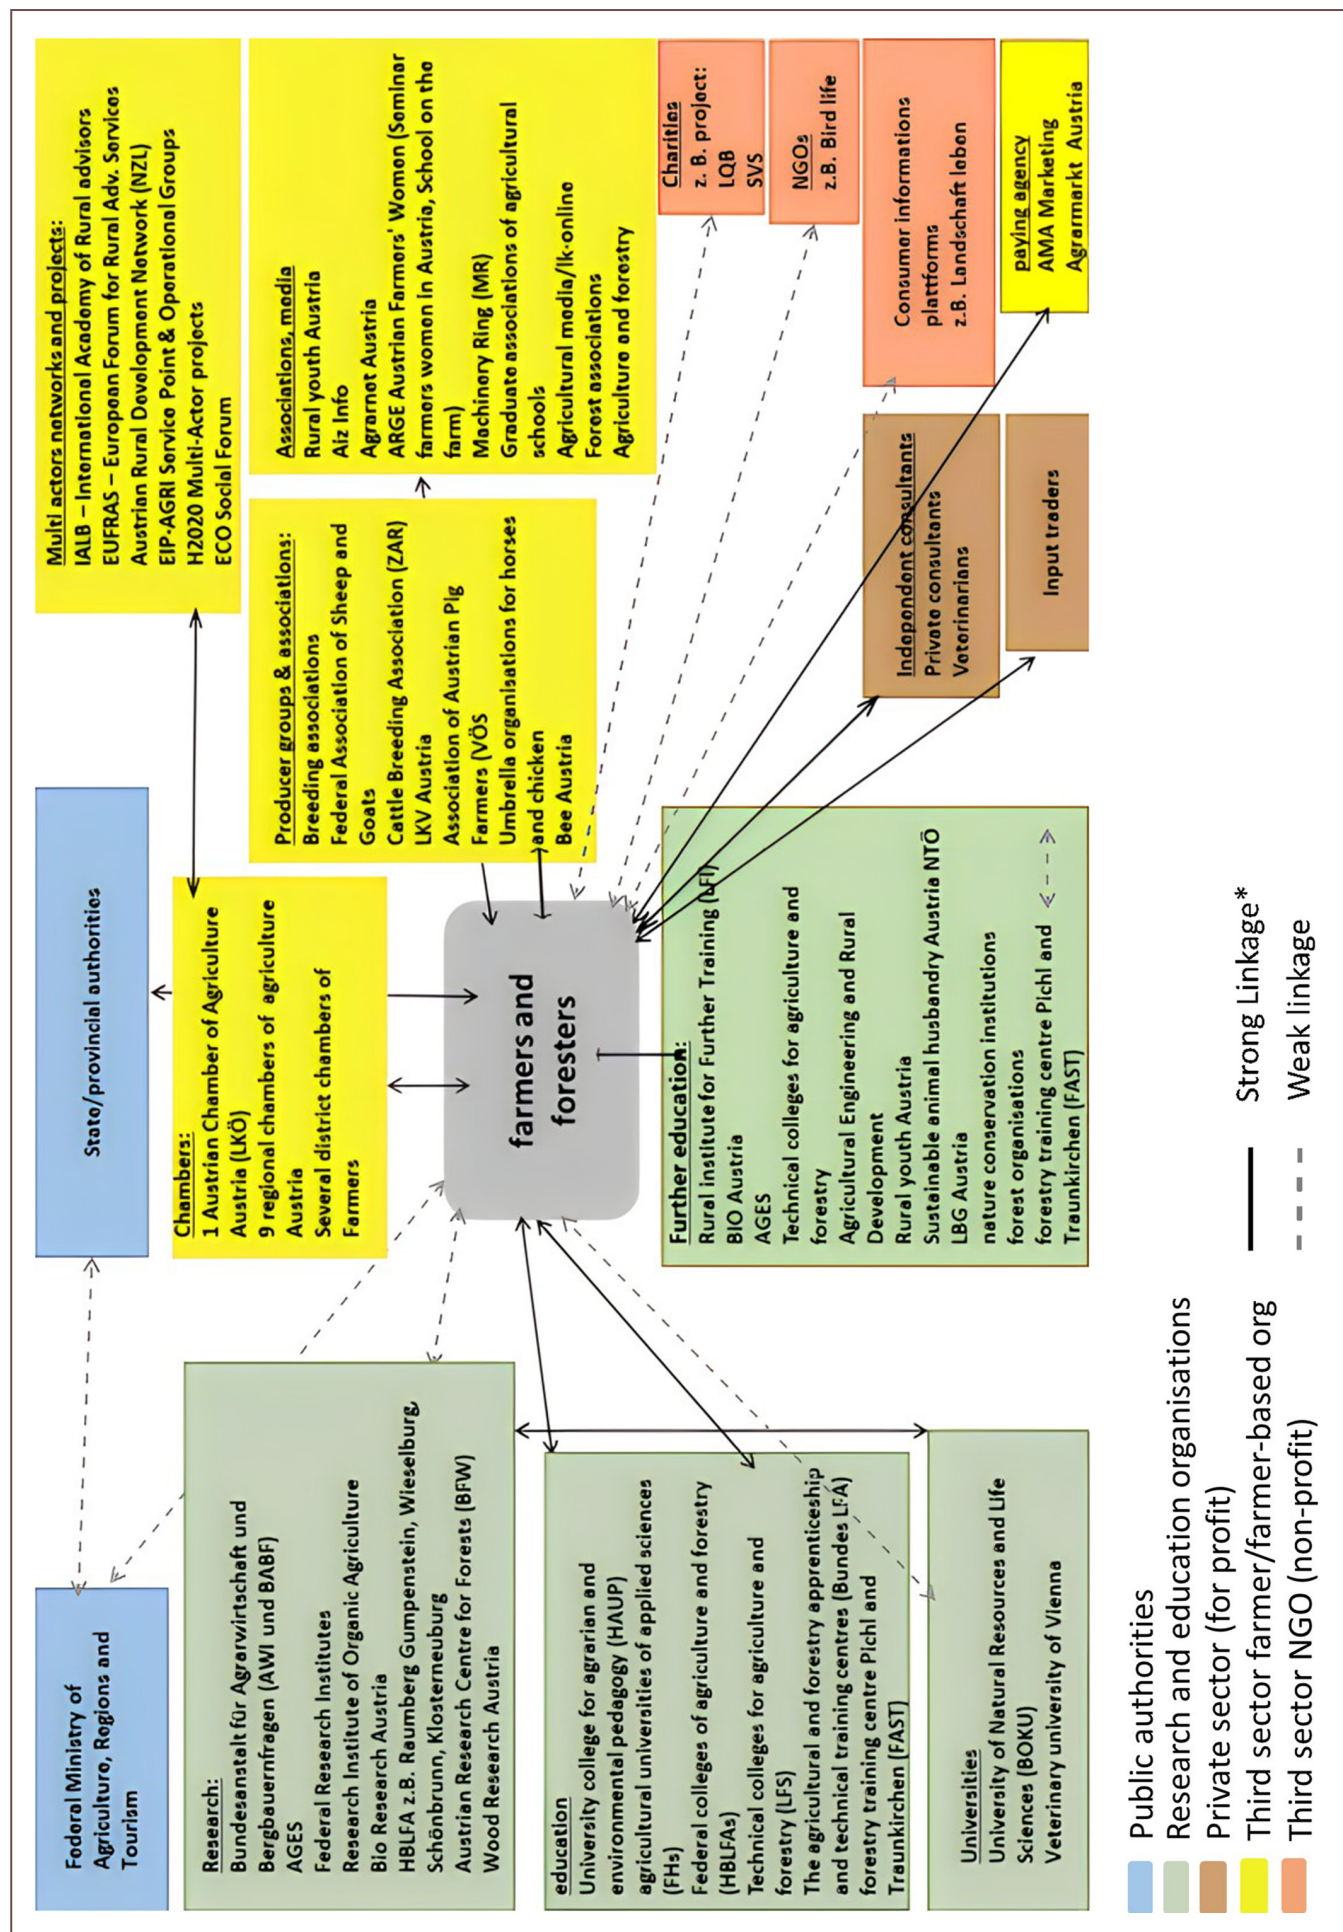 Federal Ministry of
Agriculture, Regions and
Tourism
State/provincial authorities
Multi actors networks and projects:
IALB – International Academy of Rural advisors
EUFRAS – European Forum for Rural Adv. Services
Austrian Rural Development Network (NZL)
EIP-AGRI Service Point & Operational Groups
H2020 Multi-Actor projects
ECO Social Forum
Research:
Bundesanstalt für Agrarwirtschaft und
Bergbauernfragen (AWI und BABF)
AGES
Federal Research Institutes
Research Institute of Organic Agriculture
Bio Research Austria
HBLFA z.B. Raumberg Gumpenstein, Wieselburg,
Schönbrunn, Klosterneuburg
Austrian Research Centre for Forests (BFW)
Wood Research Austria
Chambers:
1 Austrian Chamber of Agriculture
Austria (LKÖ)
9 regional chambers of agriculture
Austria
Several district chambers of
Farmers
Producer groups & associations:
Breeding associations
Federal Association of Sheep and
Goats
Cattle Breeding Association (ZAR)
LKV Austria
Association of Austrian Pig
Farmers (VÖS
Umbrella organisations for horses
and chicken
Bee Austria
Associations, media
Rural youth Austria
Aiz Info
Agrarnet Austria
ARGE Austrian Farmers' Women (Seminar
farmers women in Austria, School on the
farm)
Machinery Ring (MR)
Graduate associations of agricultural
schools
Agricultural media/lk-online
Forest associations
Agriculture and forestry
farmers and
foresters
education
University college for agrarian and
environmental pedagogy (HAUP)
agricultural universities of applied sciences
(FHs)
Federal colleges of agriculture and forestry
(HBLFAs)
Technical colleges for agriculture and
forestry (LFS)
The agricultural and forestry apprenticeship
and technical training centres (Bundes LFA)
forestry training centre Pichl and
Traunkirchen (FAST)
Further education:
Rural institute for Further Training (LFI)
BIO Austria
AGES
Technical colleges for agriculture and
forestry
Agricultural Engineering and Rural
Development
Rural youth Austria
Sustainable animal husbandry Austria NTÖ
LBG Austria
nature conservation institutions
forest organisations
forestry training centre Pichl and
Traunkirchen (FAST)
Charities
z. B. project:
LQB
SVS
NGOs
z.B. Bird life
Consumer informations
plattforms
z.B. Landschaft leben
Independent consultants
Private consultants
Veterinarians
Input traders
paying agency
AMA Marketing
Agrarmarkt Austria
Universities
University of Natural Resources and Life
Sciences (BOKU)
Veterinary university of Vienna
Public authorities
Research and education organisations
Private sector (for profit)
Third sector farmer/farmer-based org
Third sector NGO (non-profit)
Strong Linkage*
Weak linkage